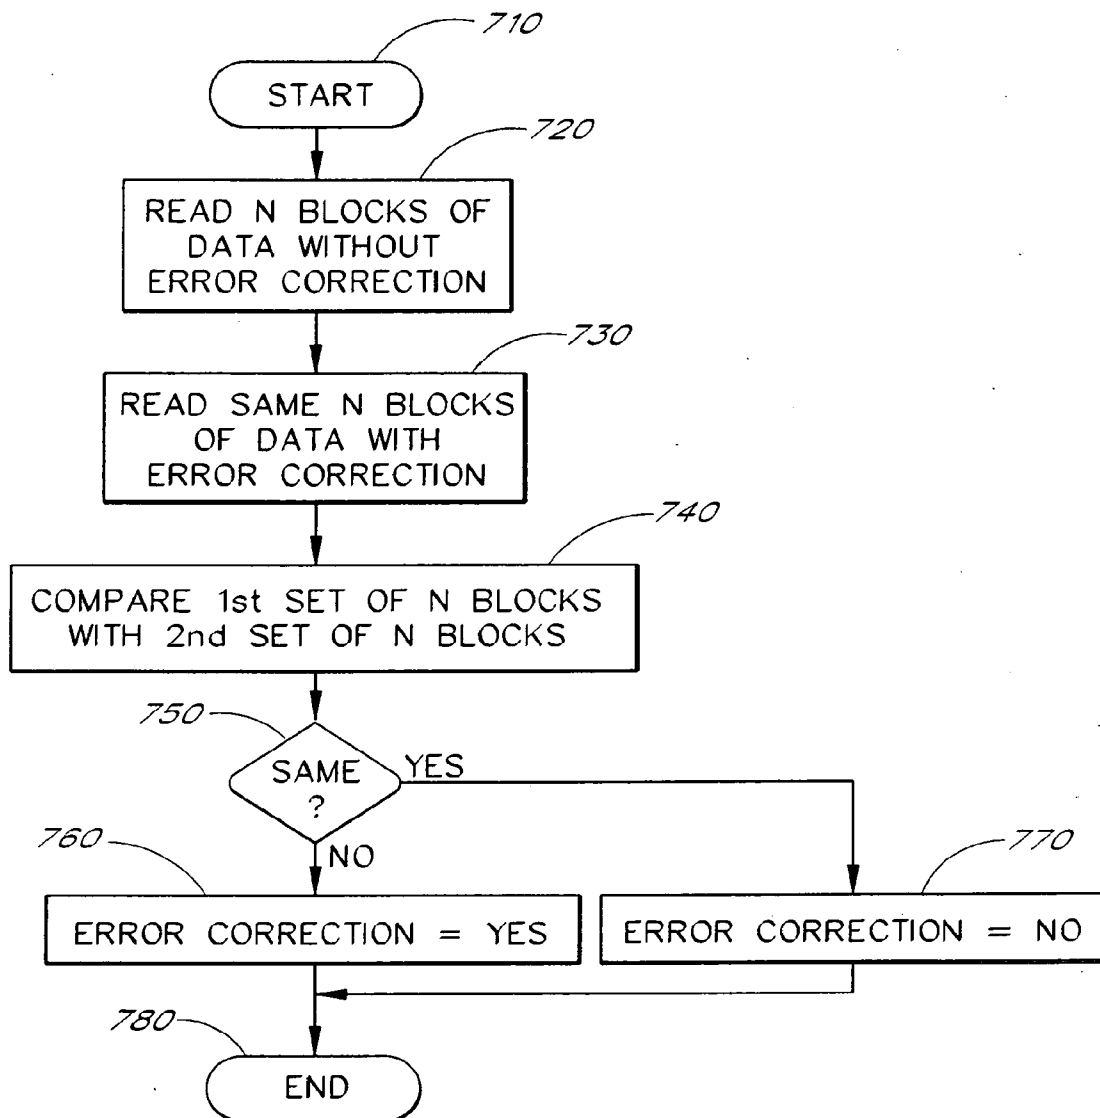 710
START
720
READ N BLOCKS OF
DATA WITHOUT
ERROR CORRECTION
730
READ SAME N BLOCKS
OF DATA WITH
ERROR CORRECTION
740
COMPARE 1st SET OF N BLOCKS
WITH 2nd SET OF N BLOCKS
750
SAME
?
YES
NO
760
ERROR CORRECTION = YES
770
ERROR CORRECTION = NO
780
END